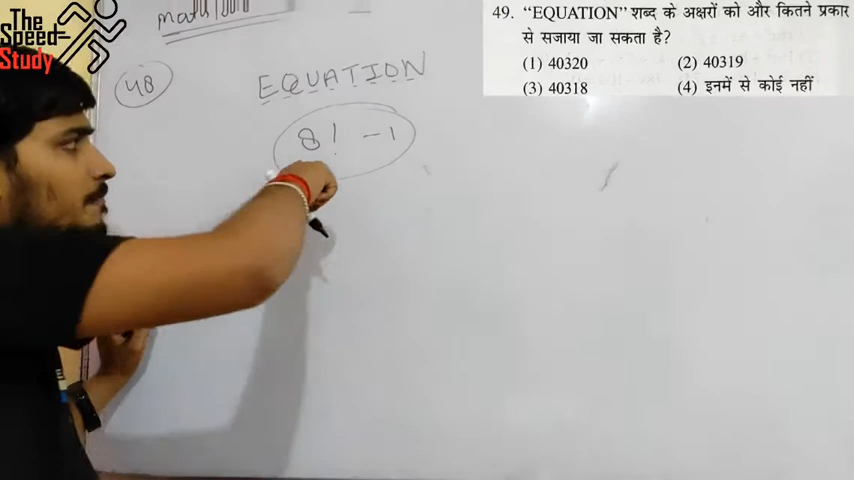 The
Speed
Study
48
EQUATION
8! -1
49. "EQUATION" शब्द के अक्षरों को और कितने प्रकार
से सजाया जा सकता है?
(1) 40320 (2) 40319
(3) 40318 (4) इनमें से कोई नहीं